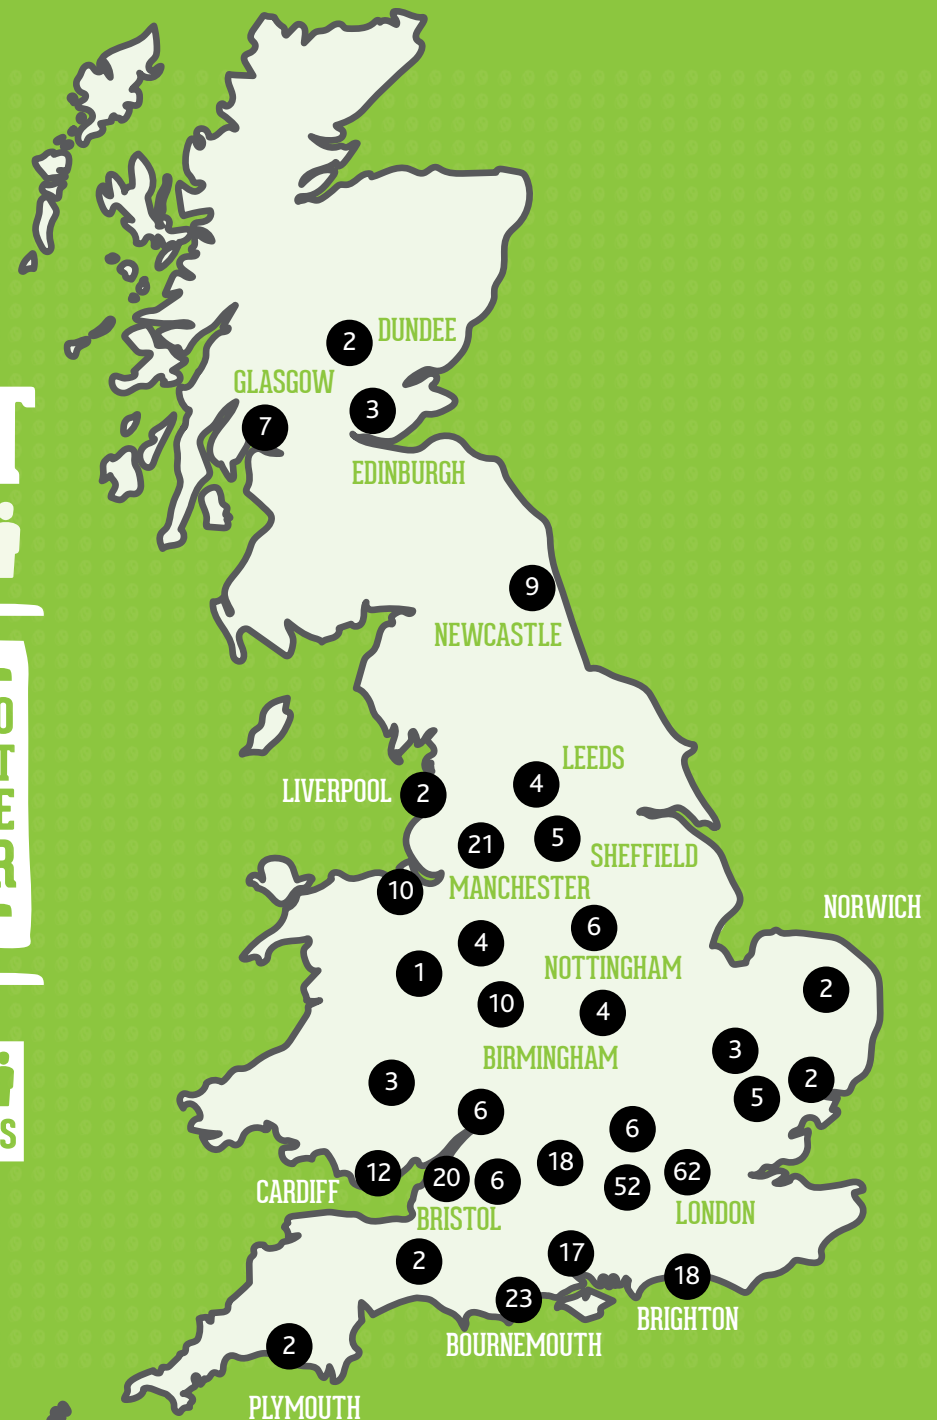 DUNDEE
2
GLASGOW
3
7
EDINBURGH
T
9
NEWCASTLE
O
T
E
R
LEEDS
4
LIVERPOOL
2
5
21
SHEFFIELD
MANCHESTER
10
NORWICH
6
4
NOTTINGHAM
1
2
10
4
3
BIRMINGHAM
3
2
5
6
6
S
18
62
12
20
6
52
CARDIFF
LONDON
BRISTOL
17
2
18
23
BRIGHTON
BOURNEMOUTH
2
PLYMOUTH